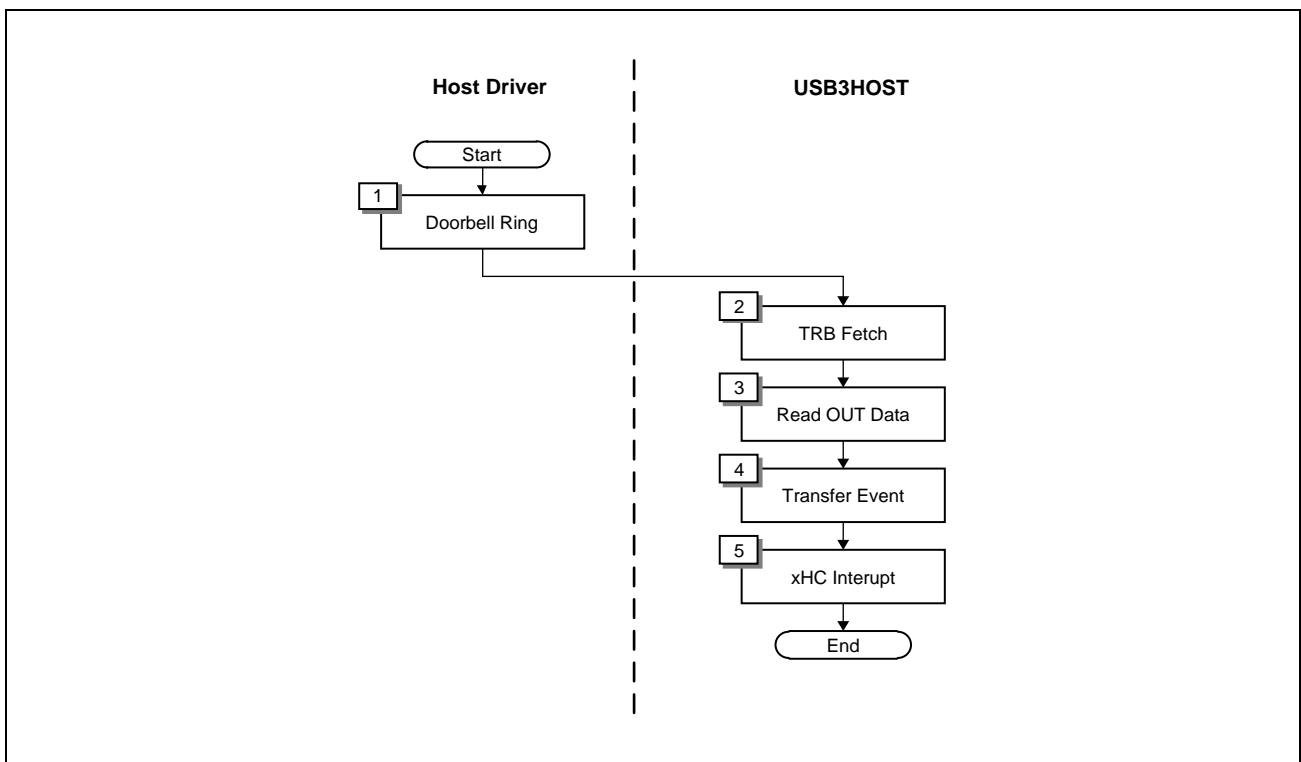 Host Driver
USB3HOST
Start
1
Doorbell Ring
2
TRB Fetch
3
Read OUT Data
4
Transfer Event
5
xHC Interupt
End